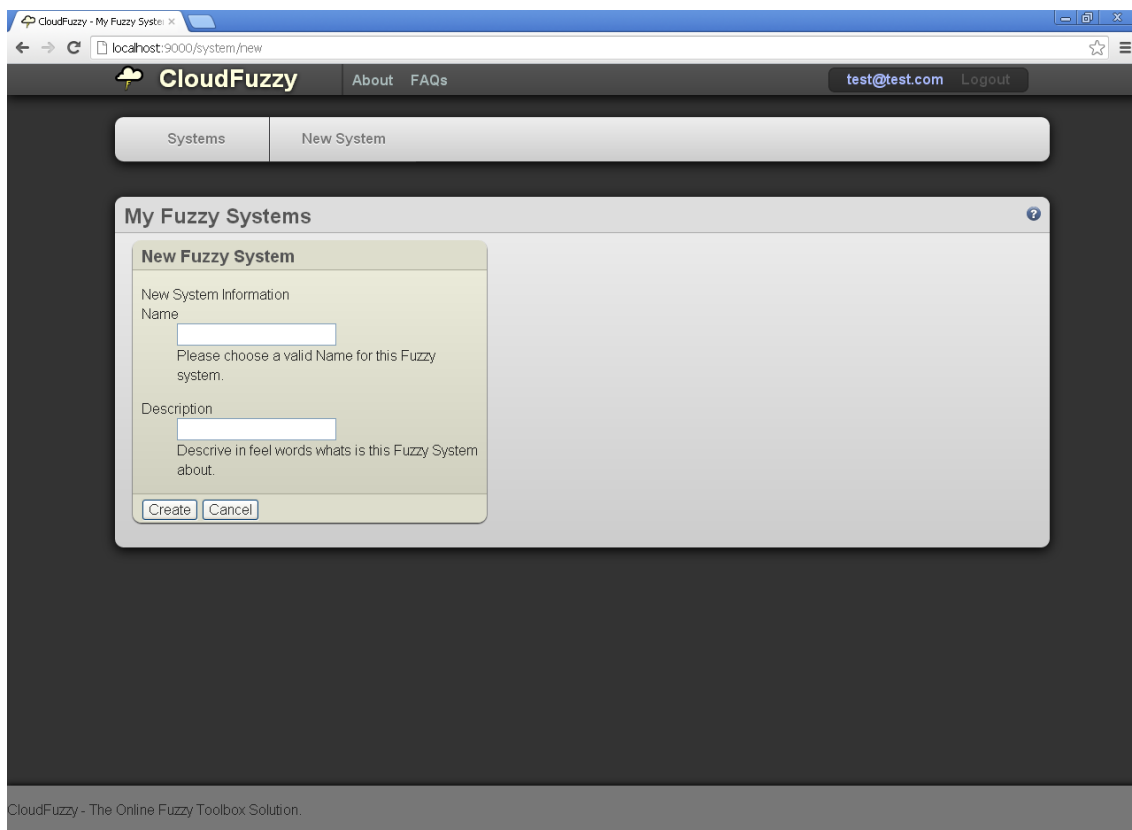 CloudFuzzy - My Fuzzy Syste
localhost:9000/system/new
CloudFuzzy About FAQs test@test.com Logout
Systems New System
My Fuzzy Systems
New Fuzzy System
New System Information
Name
Please choose a valid Name for this Fuzzy
system.
Description
Descrive in feel words whats is this Fuzzy System
about.
Create Cancel
CloudFuzzy - The Online Fuzzy Toolbox Solution.